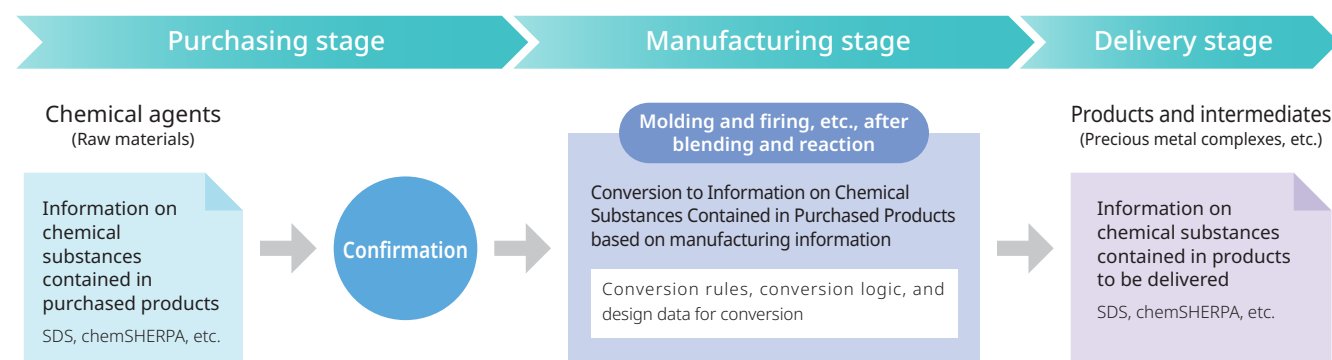 Purchasing stage
Manufacturing stage
Delivery stage
Chemical agents
(Raw materials)
Information on
chemical
substances
contained in
purchased products
SDS, chemSHERPA, etc.
Confirmation
Molding and firing, etc., after
blending and reaction
Conversion to Information on Chemical
Substances Contained in Purchased Products
based on manufacturing information
Conversion rules, conversion logic, and
design data for conversion
Products and intermediates
(Precious metal complexes, etc.)
Information on
chemical substances
contained in products
to be delivered
SDS, chemSHERPA, etc.